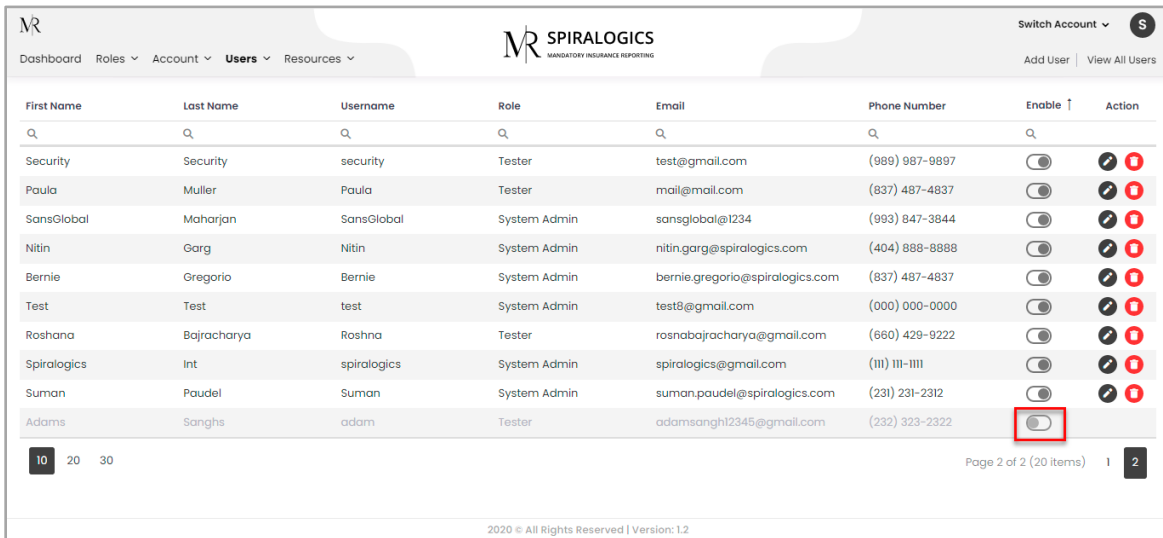 MR
Switch Account
S
MR SPIRALOGICS
MANDATORY INSURANCE REPORTING
Dashboard Roles Account Users Resources
Add User | View All Users
First Name Last Name Username Role Email Phone Number Enable ↑ Action
Security Security security Tester test@gmail.com (989) 987-9897
Paula Muller Paula Tester mail@mail.com (837) 487-4837
SansGlobal Maharjan SansGlobal System Admin sansglobal@1234 (993) 847-3844
Nitin Garg Nitin System Admin nitin.garg@spiralogics.com (404) 888-8888
Bernie Gregorio Bernie System Admin bernie.gregorio@spiralogics.com (837) 487-4837
Test Test test System Admin test8@gmail.com (000) 000-0000
Roshana Bajracharya Roshna Tester rosnabajracharya@gmail.com (660) 429-9222
Spiralogics Int spiralogics System Admin spiralogics@gmail.com (111) 111-1111
Suman Paudel Suman System Admin suman.paudel@spiralogics.com (231) 231-2312
Adams Sanghs adam Tester adamsangh12345@gmail.com (232) 323-2322
10 20 30
Page 2 of 2 (20 items) 1 2
2020 © All Rights Reserved | Version: 1.2